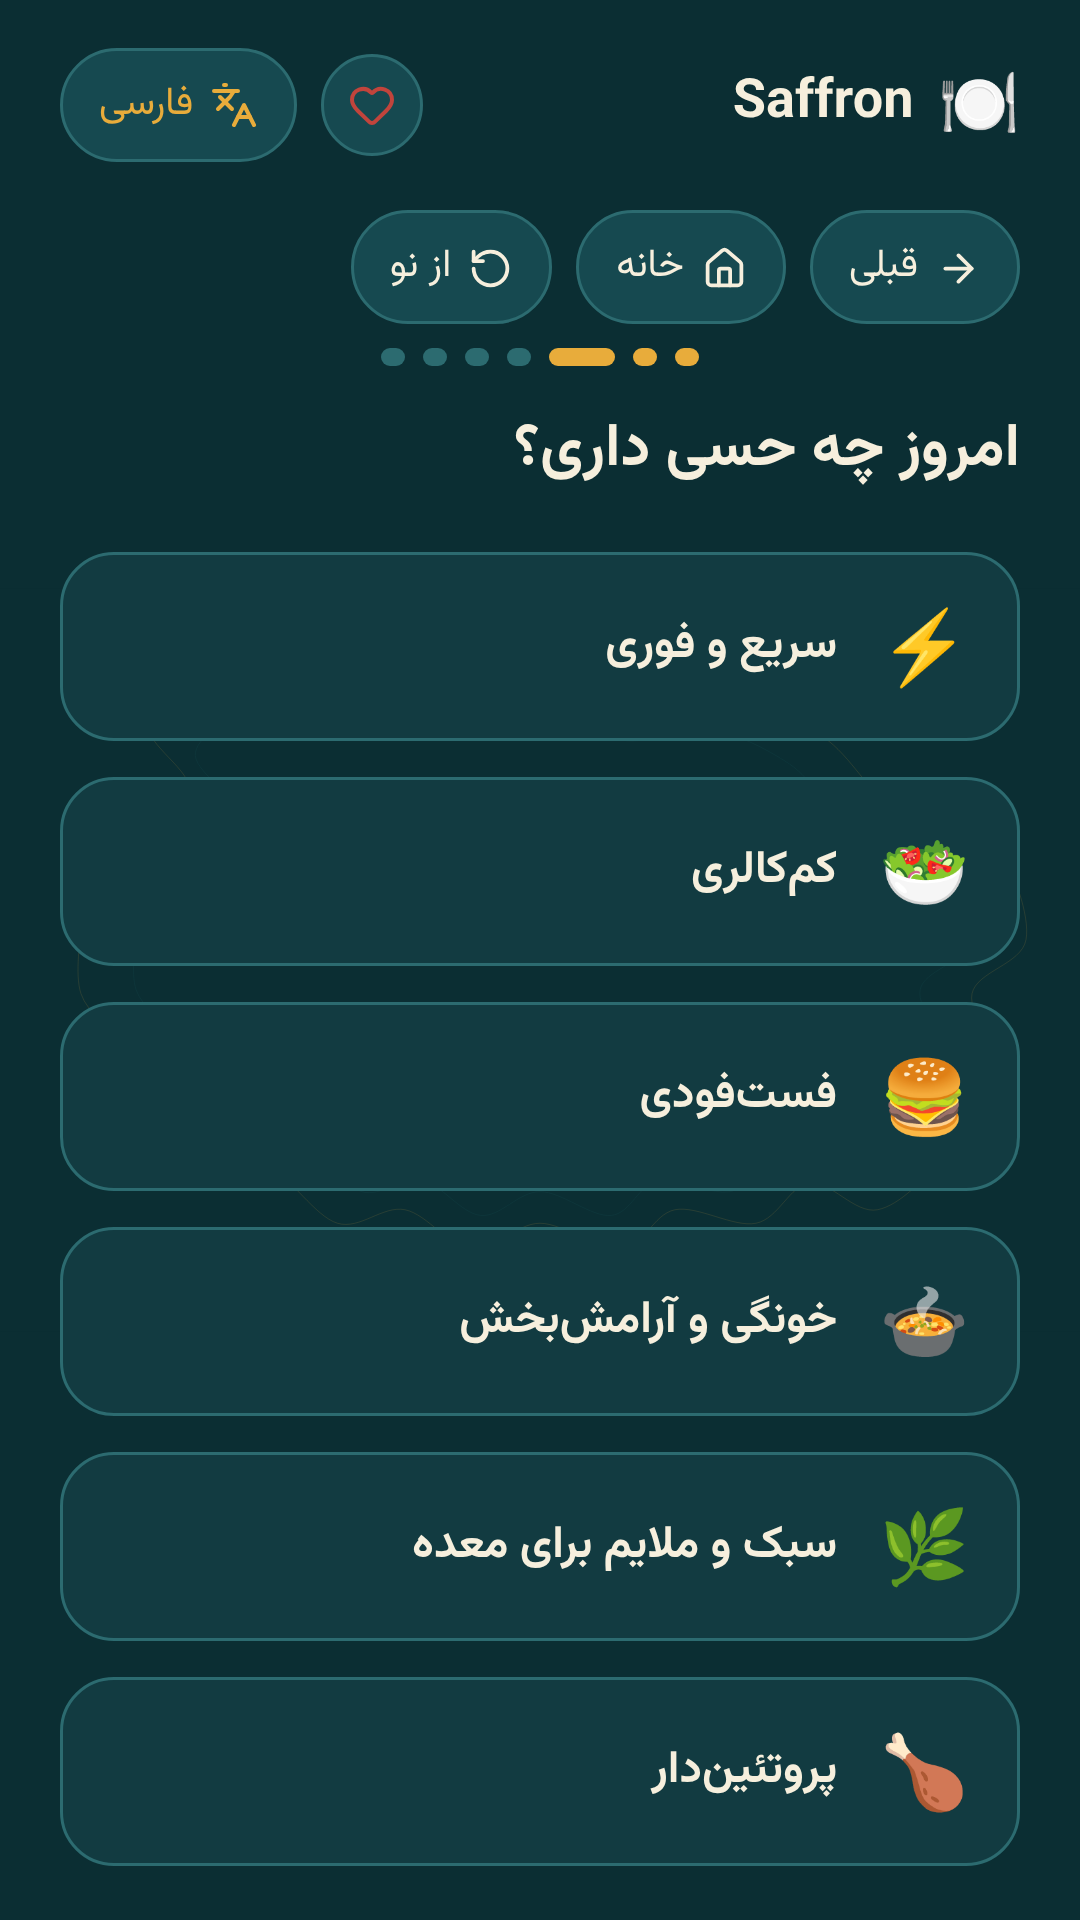 Saffron
فارسی
قبلی
خانه
از نو
امروز چه حسی داری؟
سریع و فوری
کم‌کالری
فست‌فودی
خونگی و آرامش‌بخش
سبک و ملایم برای معده
پروتئین‌دار